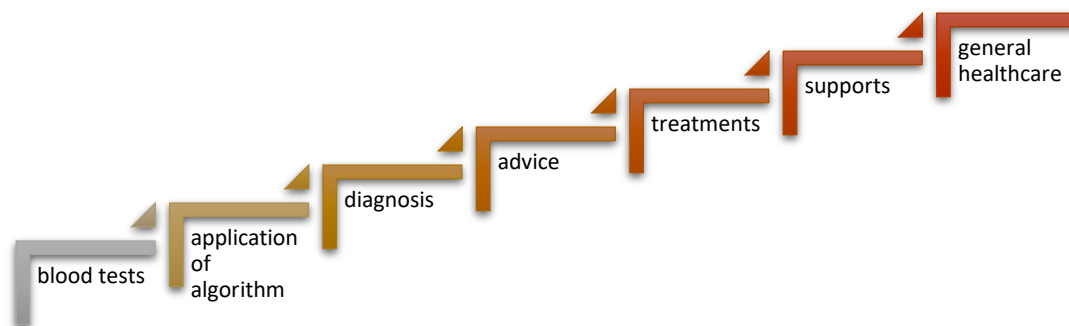 blood tests
application
of
algorithm
diagnosis
advice
treatments
supports
general
healthcare